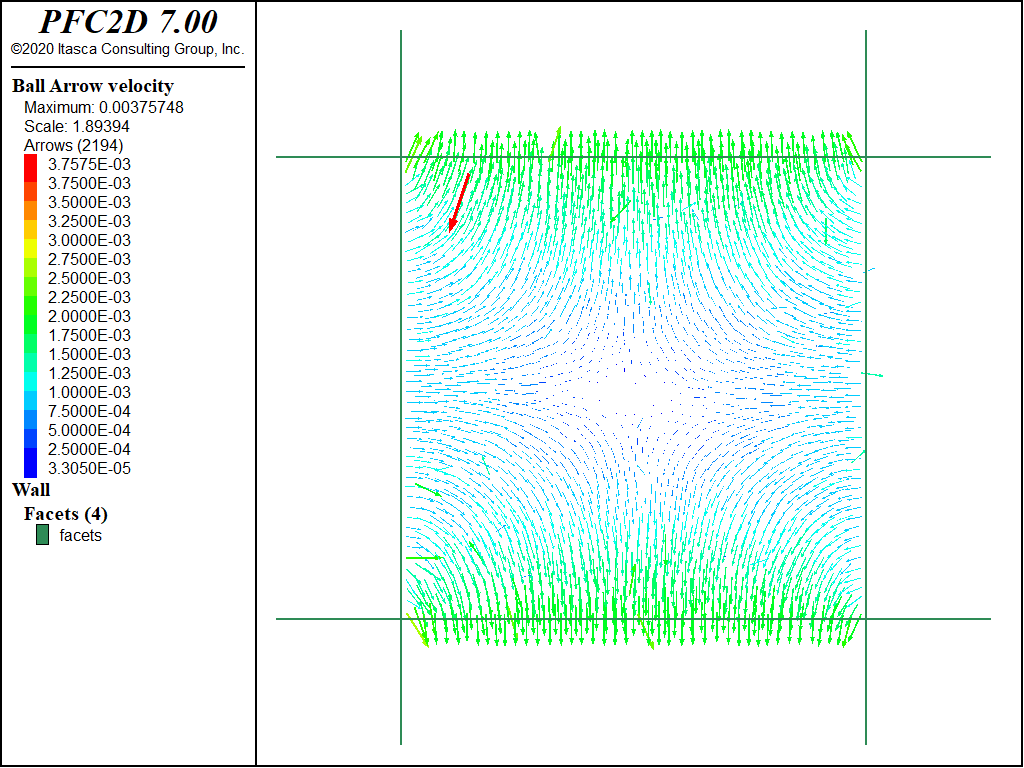 PFC2D 7.00
©2020 Itasca Consulting Group, Inc.
Ball Arrow velocity
Maximum: 0.00375748
Scale: 1.89394
Arrows (2194)
3.7575E-03
3.7500E-03
3.5000E-03
3.2500E-03
3.0000E-03
2.7500E-03
2.5000E-03
2.2500E-03
2.0000E-03
1.7500E-03
1.5000E-03
1.2500E-03
1.0000E-03
7.5000E-04
5.0000E-04
2.5000E-04
3.3050E-05
Wall
Facets (4)
facets